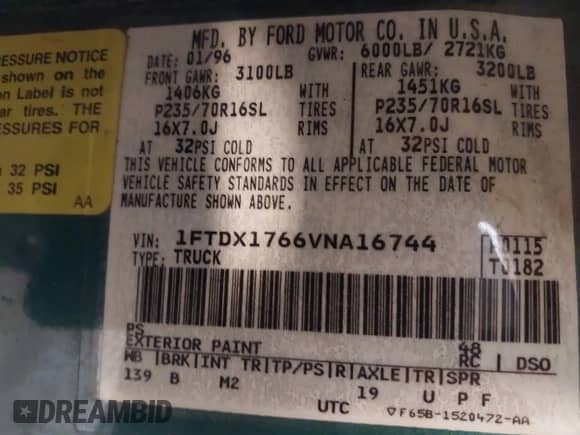 MFD. BY FORD MOTOR CO. IN U.S.A.
DATE: 01/96 GVWR: 6000LB/ 2721KG
FRONT GAWR: 3100LB REAR GAWR: 3200LB
1406KG WITH 1451KG WITH
P235/70R16SL TIRES P235/70R16SL TIRES
16X7.0J RIMS 16X7.0J RIMS
AT 32PSI COLD AT 32PSI COLD
THIS VEHICLE CONFORMS TO ALL APPLICABLE FEDERAL MOTOR
VEHICLE SAFETY STANDARDS IN EFFECT ON THE DATE OF
MANUFACTURE SHOWN ABOVE.
VIN: 1FTDX1766VNA16744
TYPE: TRUCK
R0115
T0182
PS 48
EXTERIOR PAINT RC DSO
WB BRK INT TR TP/PS R AXLE TR SPR
139 B M2 19 U P F
UTC ▽F65B-1520472-AA
RESSURE NOTICE
shown on the
on Label is not
ar tires. THE
ESSURES FOR
32 PSI
35 PSI
AA
DREAMBID